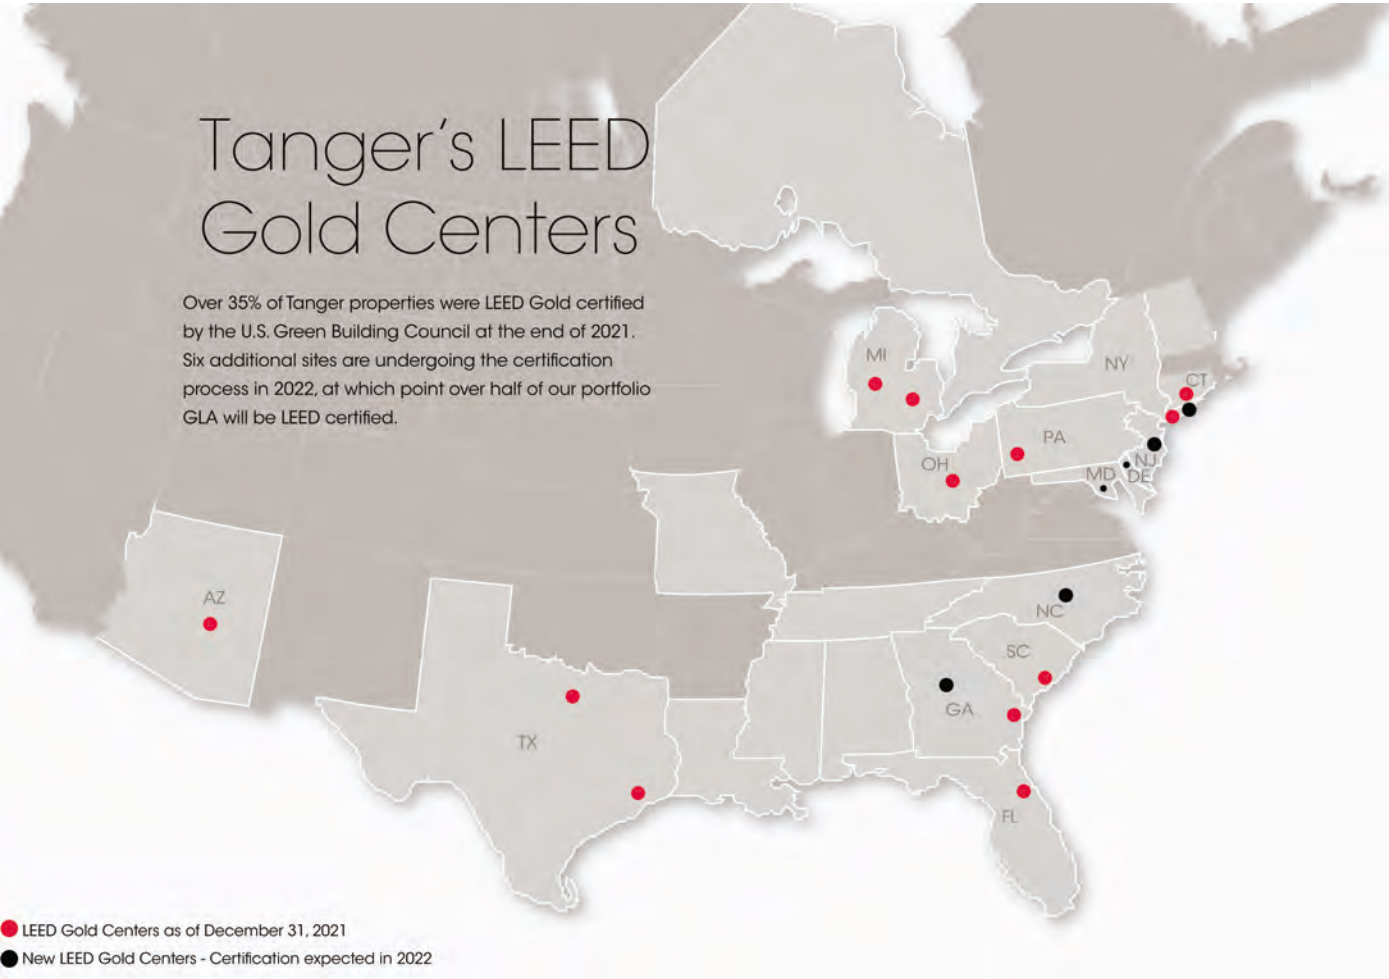 Tanger's LEED
Gold Centers
Over 35% of Tanger properties were LEED Gold certified
by the U.S. Green Building Council at the end of 2021.
Six additional sites are undergoing the certification
process in 2022, at which point over half of our portfolio
GLA will be LEED certified.
MI
NY
CT
PA
OH
NJ
MD
DE
AZ
NC
SC
GA
TX
FL
LEED Gold Centers as of December 31, 2021
New LEED Gold Centers - Certification expected in 2022